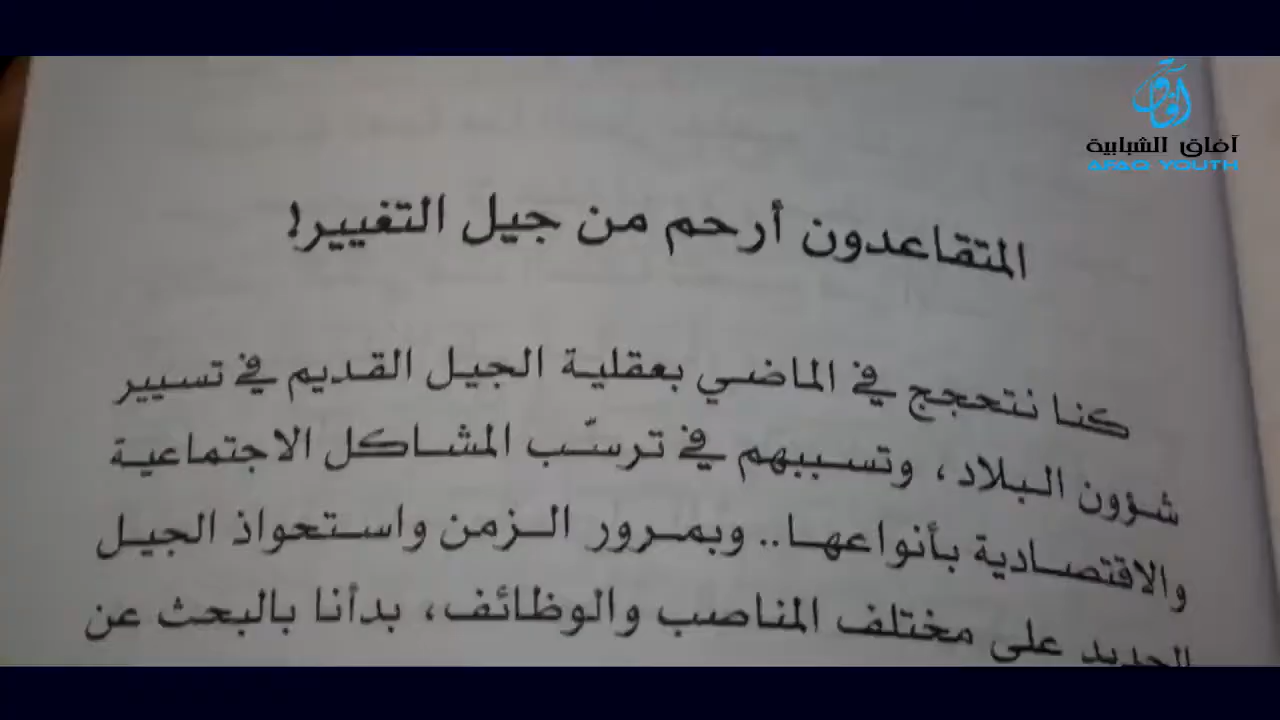 آفاق الشبابية
AFAQ YOUTH
المتقاعدون أرحم من جيل التغيير!
كنا نتحجج في الماضي بعقلية الجيل القديم في تسيير
شؤون البلاد، وتسببهم في ترسّب المشاكل الاجتماعية
والاقتصادية بأنواعها.. وبمرور الزمن واستحواذ الجيل
الجديد على مختلف المناصب والوظائف، بدأنا بالبحث عن